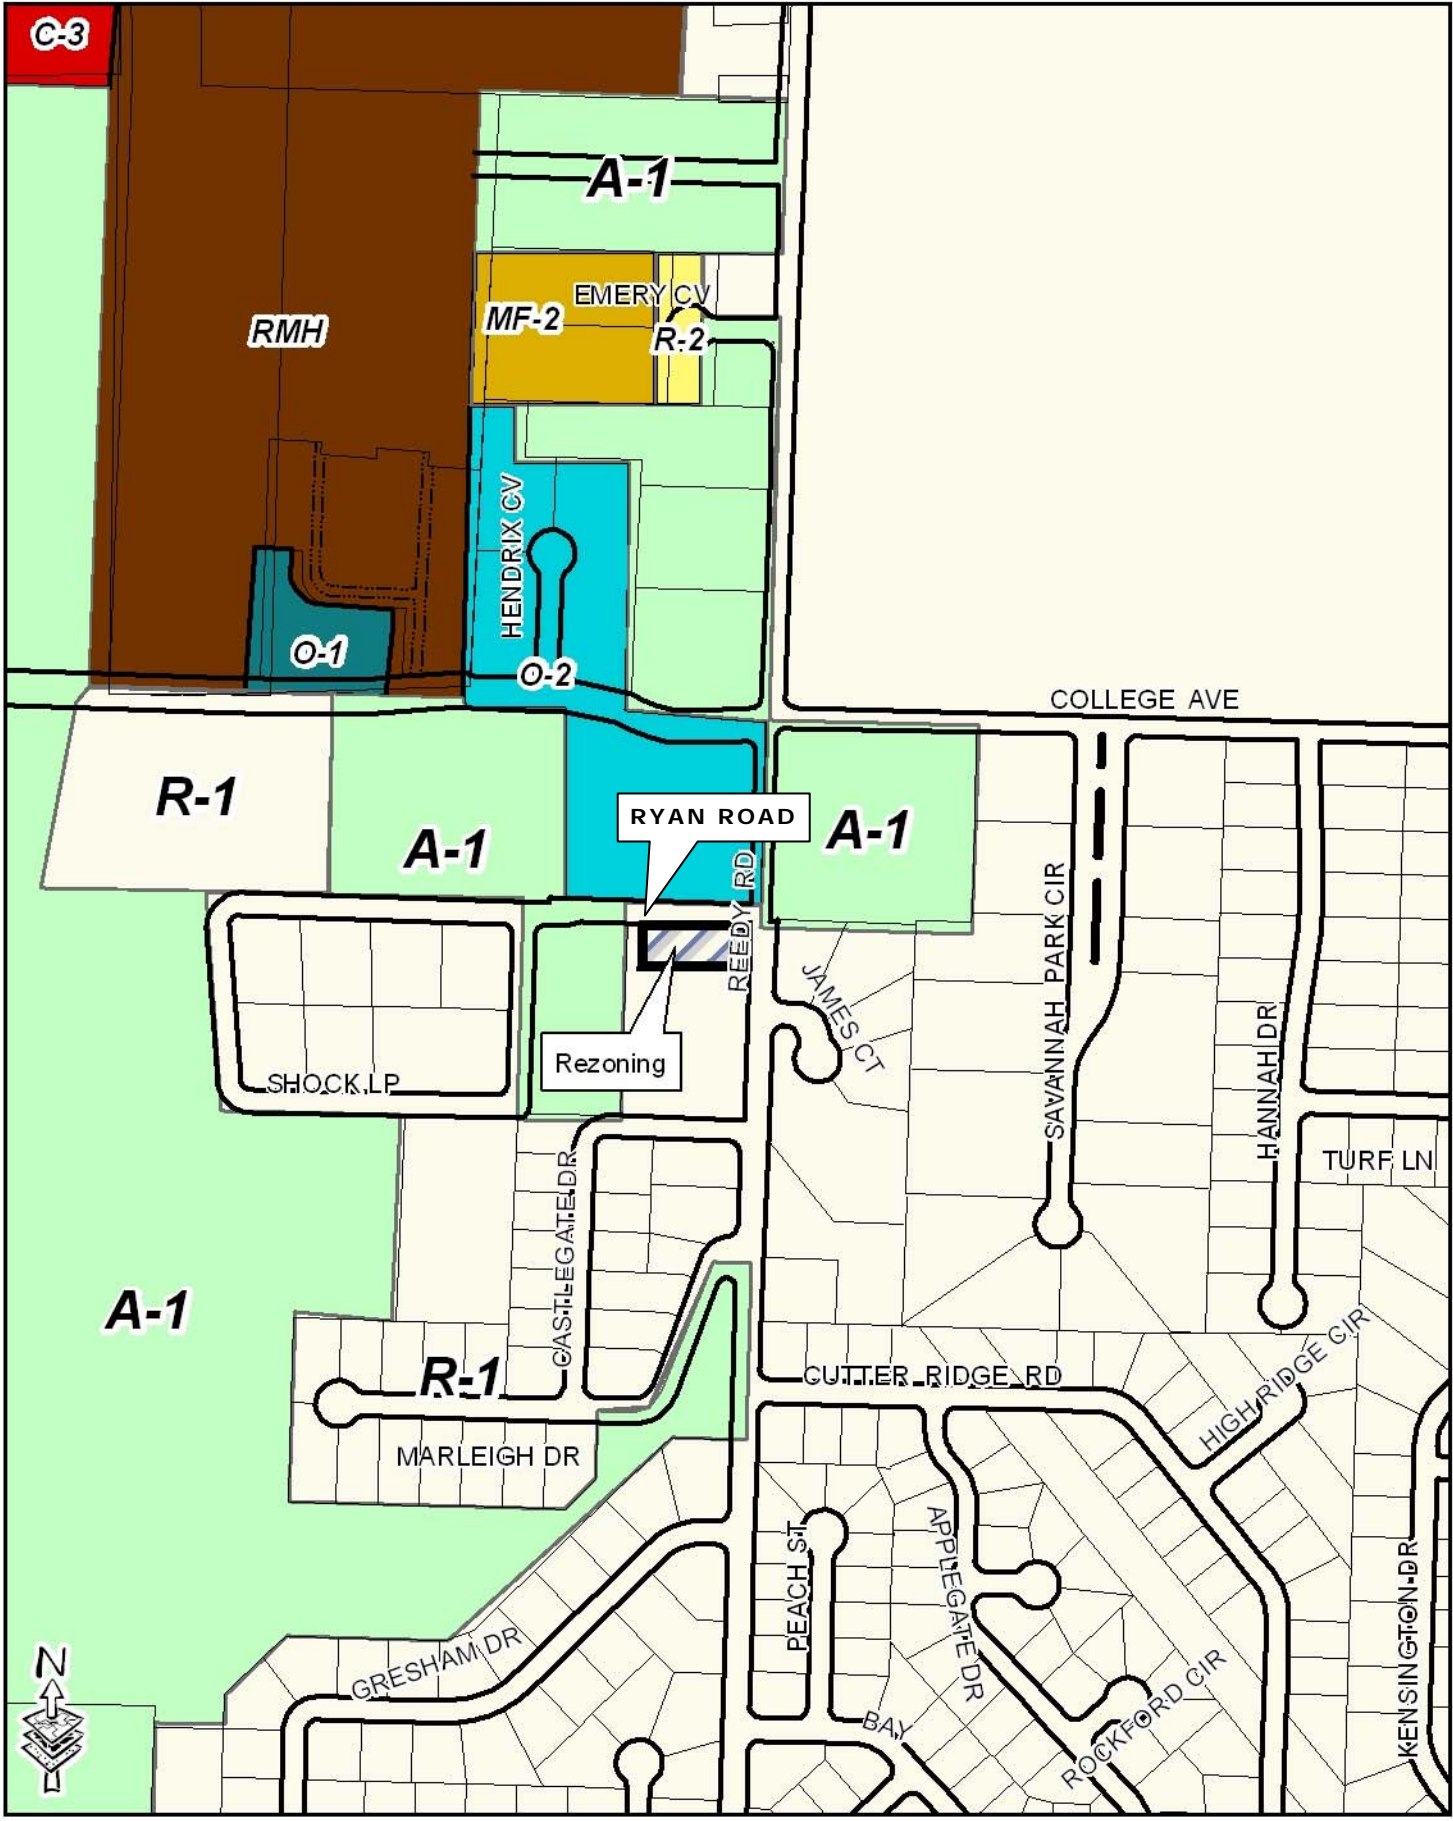 C-3
A-1
EMERY CV
MF-2
RMH
R-2
HENDRIX CV
O-1
O-2
COLLEGE AVE
R-1
RYAN ROAD
A-1
A-1
REEDY RD
SAVANNAH PARK CIR
JAMES CT
HANNAH DR
Rezoning
SHOCK LP
TURF LN
CASTLEGATE DR
A-1
R-1
CUTTER RIDGE RD
HIGH RIDGE CIR
MARLEIGH DR
PEACH ST
APPLEGATE DR
KENSINGTON DR
GRESHAM DR
N
ROCKFORD CIR
BAY